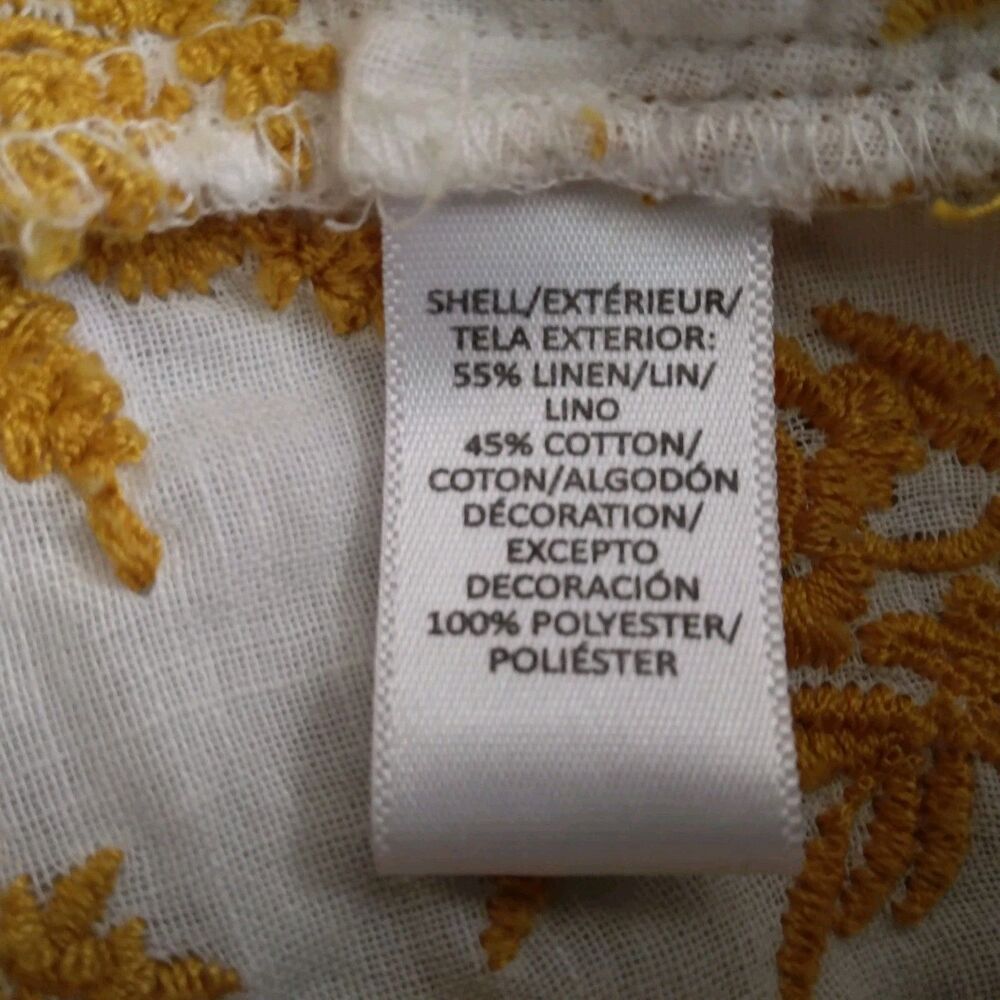 SHELL/EXTÉRIEUR/
TELA EXTERIOR:
55% LINEN/LIN/
LINO
45% COTTON/
COTON/ALGODÓN
DÉCORATION/
EXCEPTO
DECORACIÓN
100% POLYESTER/
POLIÉSTER